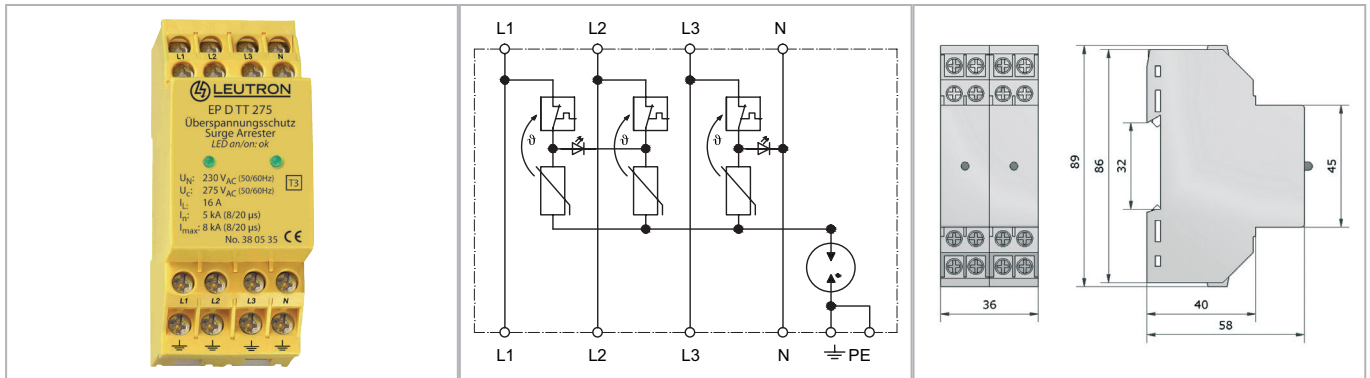 L1 L2 L3 N
LEUTRON
EP D TT 275
Überspannungsschutz
Surge Arrester
LED an/on: ok
U_N: 230 V_AC (50/60Hz)
U_c: 275 V_AC (50/60Hz)
T3
I_L: 16 A
I_n: 5 kA (8/20 µs)
I_max: 8 kA (8/20 µs)
No. 38 05 35 CE
L1 L2 L3 N
L1 L2 L3 N
ϑ ϑ ϑ
L1 L2 L3 N PE
89
86
32
45
36
40
58